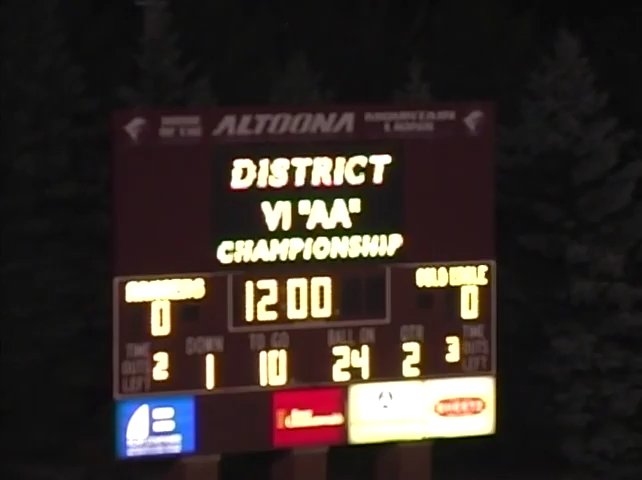 ALTOONA
DISTRICT
VI "AA"
CHAMPIONSHIP
12 00
0 0
TIME OUTS LEFT 2 DOWN 1 TO GO 10 BALL ON 24 QTR 2 3 TIME OUTS LEFT
SHEETZ